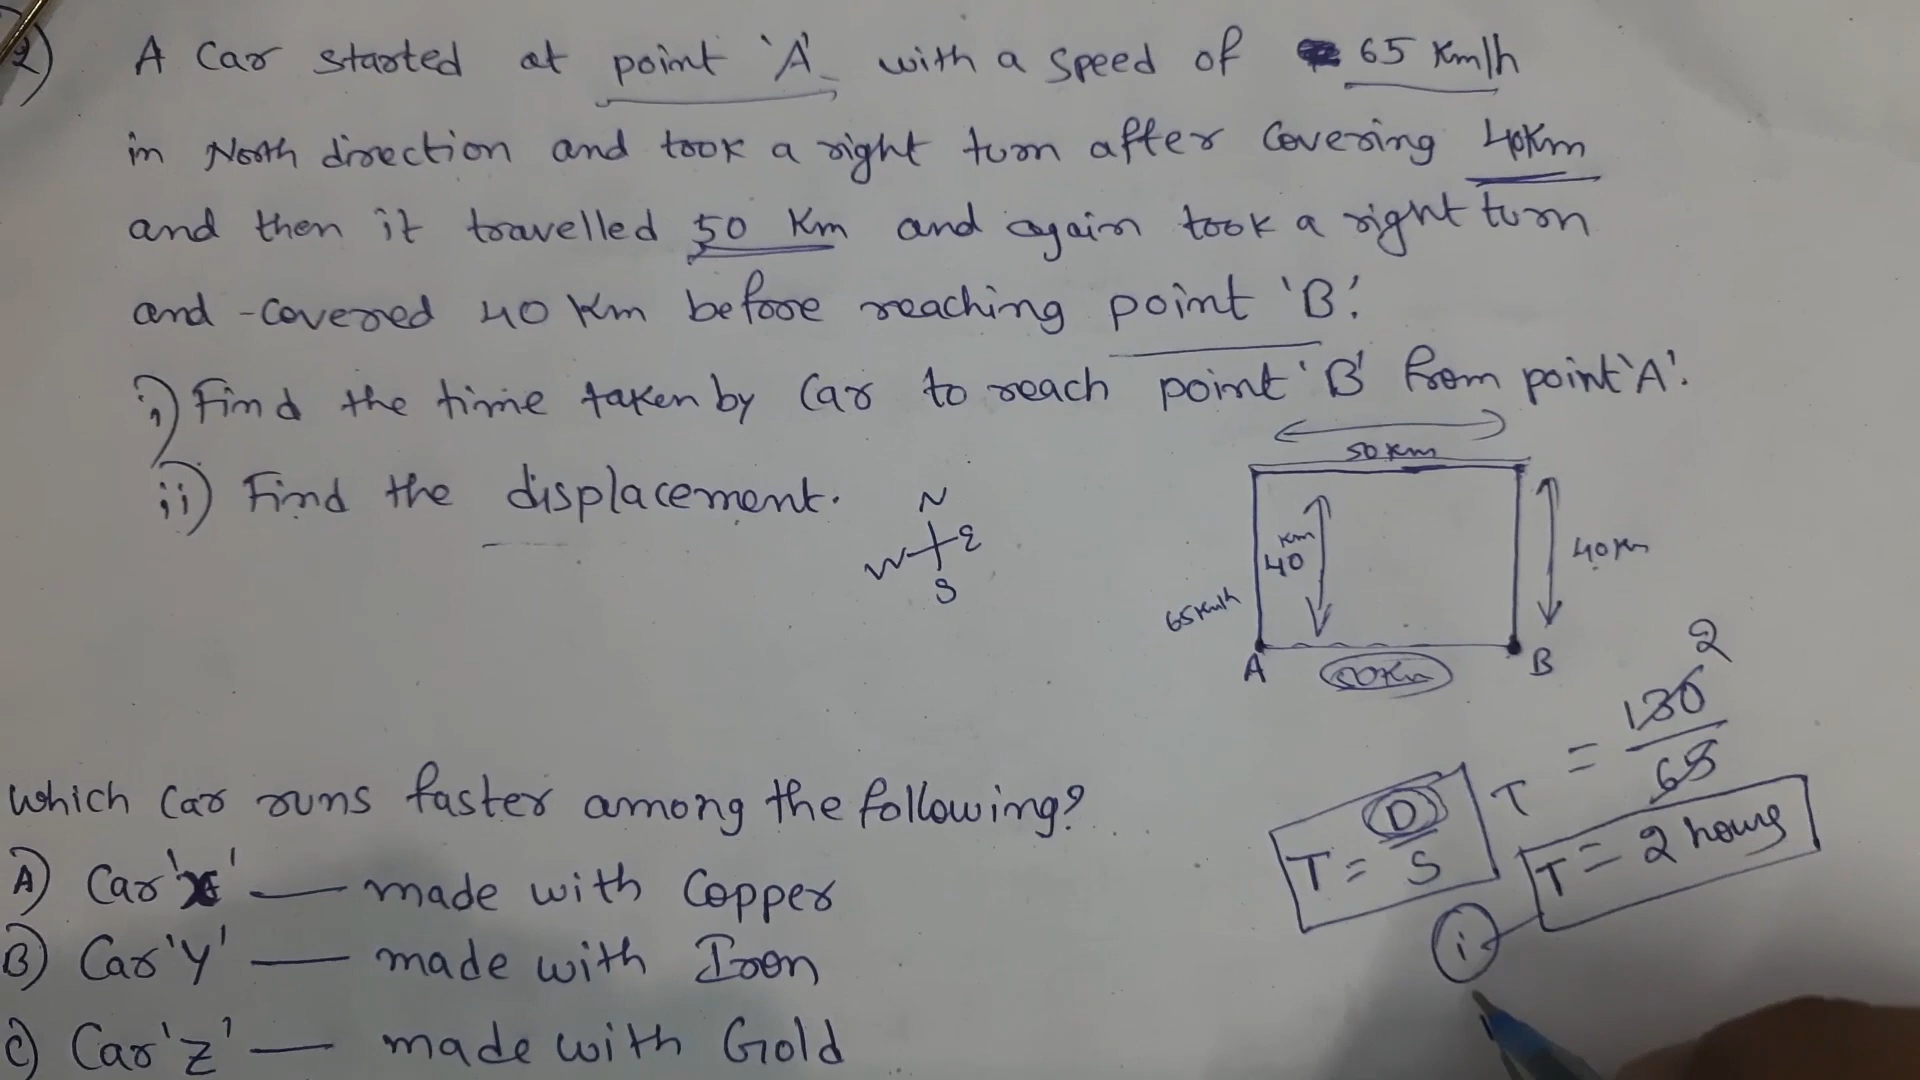 2)
A Car started at point 'A' with a speed of 65 Km/h
in North direction and took a right turn after Covering 40Km
and then it travelled 50 Km and again took a right turn
and -Covered 40 Km before reaching point 'B'.
i) Find the time taken by Car to reach point 'B' from point 'A'.
ii) Find the displacement.
N
W E
S
50 Km
40 Km
40 Km
65 Km/h
A
B
50Km
Which Car runs faster among the following?
A) Car 'X' — made with Copper
B) Car 'Y' — made with Iron
C) Car 'Z' — made with Gold
T = D/S
T = 130/65 2
T = 2 hours
i